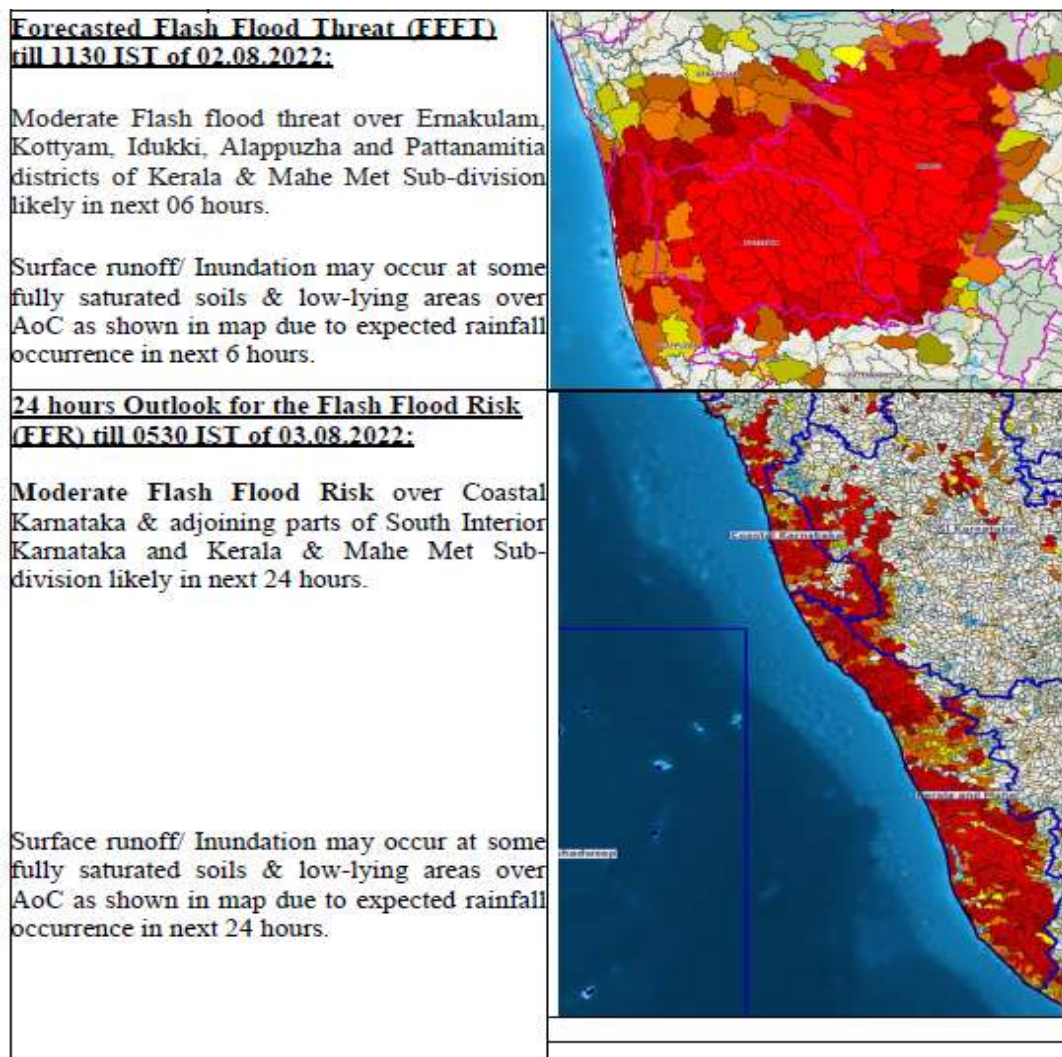 Forecasted Flash Flood Threat (FFFT)
till 1130 IST of 02.08.2022:
Moderate Flash flood threat over Ernakulam,
Kottyam, Idukki, Alappuzha and Pattanamitia
districts of Kerala & Mahe Met Sub-division
likely in next 06 hours.
Surface runoff/ Inundation may occur at some
fully saturated soils & low-lying areas over
AoC as shown in map due to expected rainfall
occurrence in next 6 hours.
24 hours Outlook for the Flash Flood Risk
(FFR) till 0530 IST of 03.08.2022:
Moderate Flash Flood Risk over Coastal
Karnataka & adjoining parts of South Interior
Karnataka and Kerala & Mahe Met Sub-
division likely in next 24 hours.
Surface runoff/ Inundation may occur at some
fully saturated soils & low-lying areas over
AoC as shown in map due to expected rainfall
occurrence in next 24 hours.
Coastal Karnataka
Kerala and Mahe